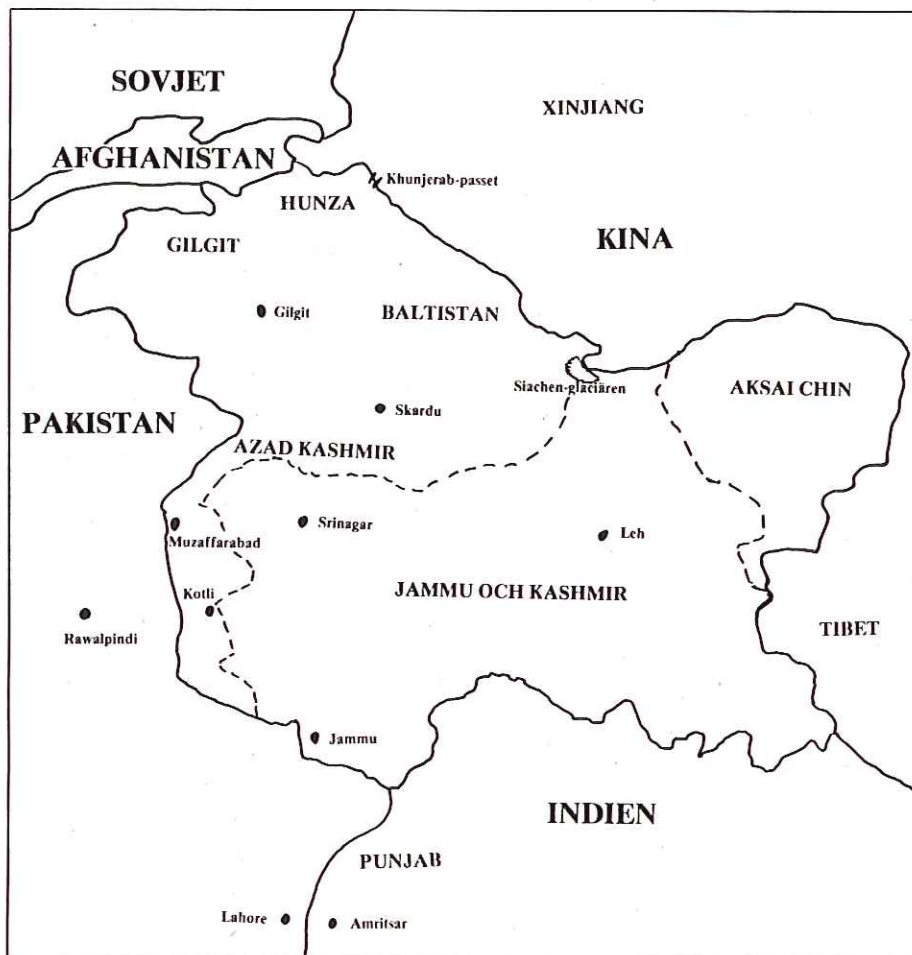 SOVJET
XINJIANG
AFGHANISTAN
Khunjerab-passet
HUNZA
GILGIT
KINA
Gilgit
BALTISTAN
Siachen-glaciären
AKSAI CHIN
Skardu
PAKISTAN
AZAD KASHMIR
Srinagar
Muzaffarabad
Leh
Kotli
JAMMU OCH KASHMIR
Rawalpindi
TIBET
Jammu
INDIEN
PUNJAB
Lahore
Amritsar